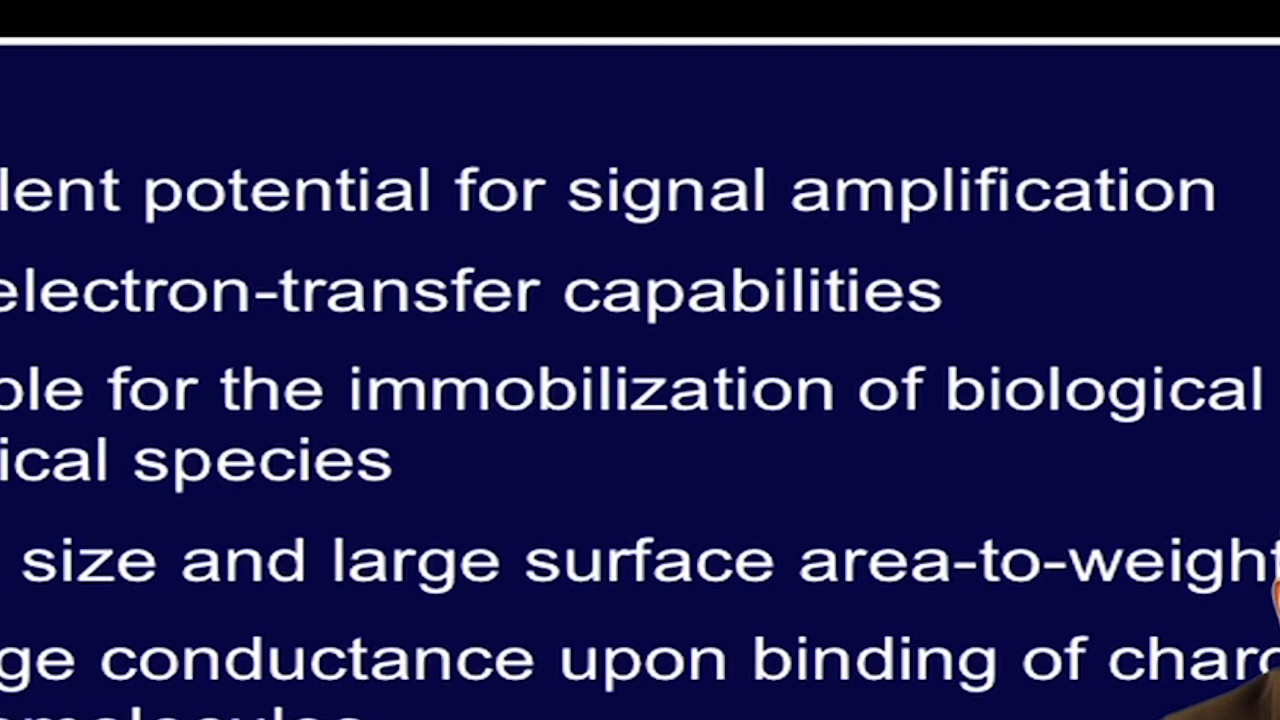 lent potential for signal amplification
electron-transfer capabilities
ble for the immobilization of biological
ical species
size and large surface area-to-weight
ge conductance upon binding of charg